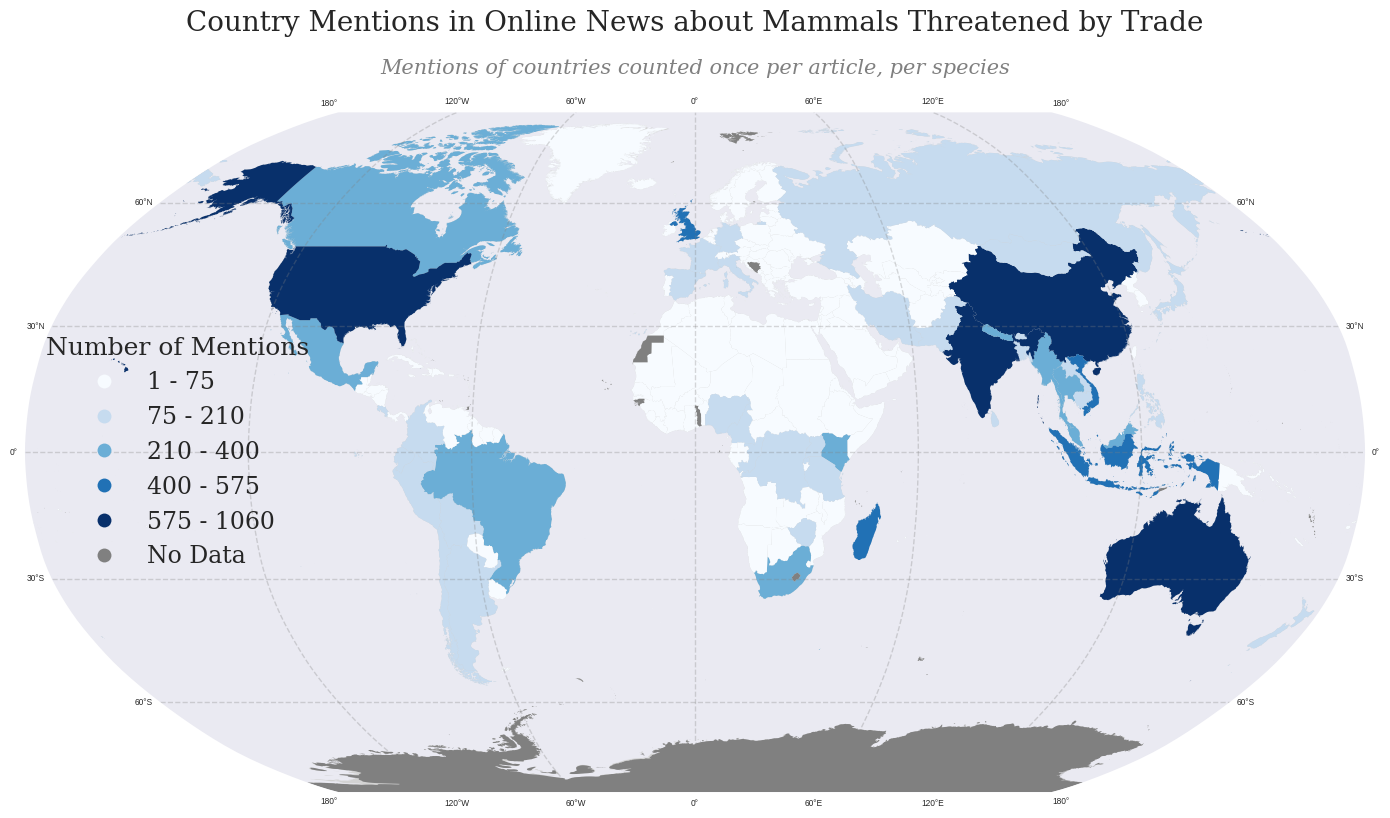 Country Mentions in Online News about Mammals Threatened by Trade
Mentions of countries counted once per article, per species
180° 120°W 60°W 0° 60°E 120°E 180°
60°N 60°N
30°N 30°N
Number of Mentions
1 - 75
75 - 210
210 - 400
0° 0°
400 - 575
575 - 1060
No Data
30°S 30°S
60°S 60°S
180° 120°W 60°W 0° 60°E 120°E 180°